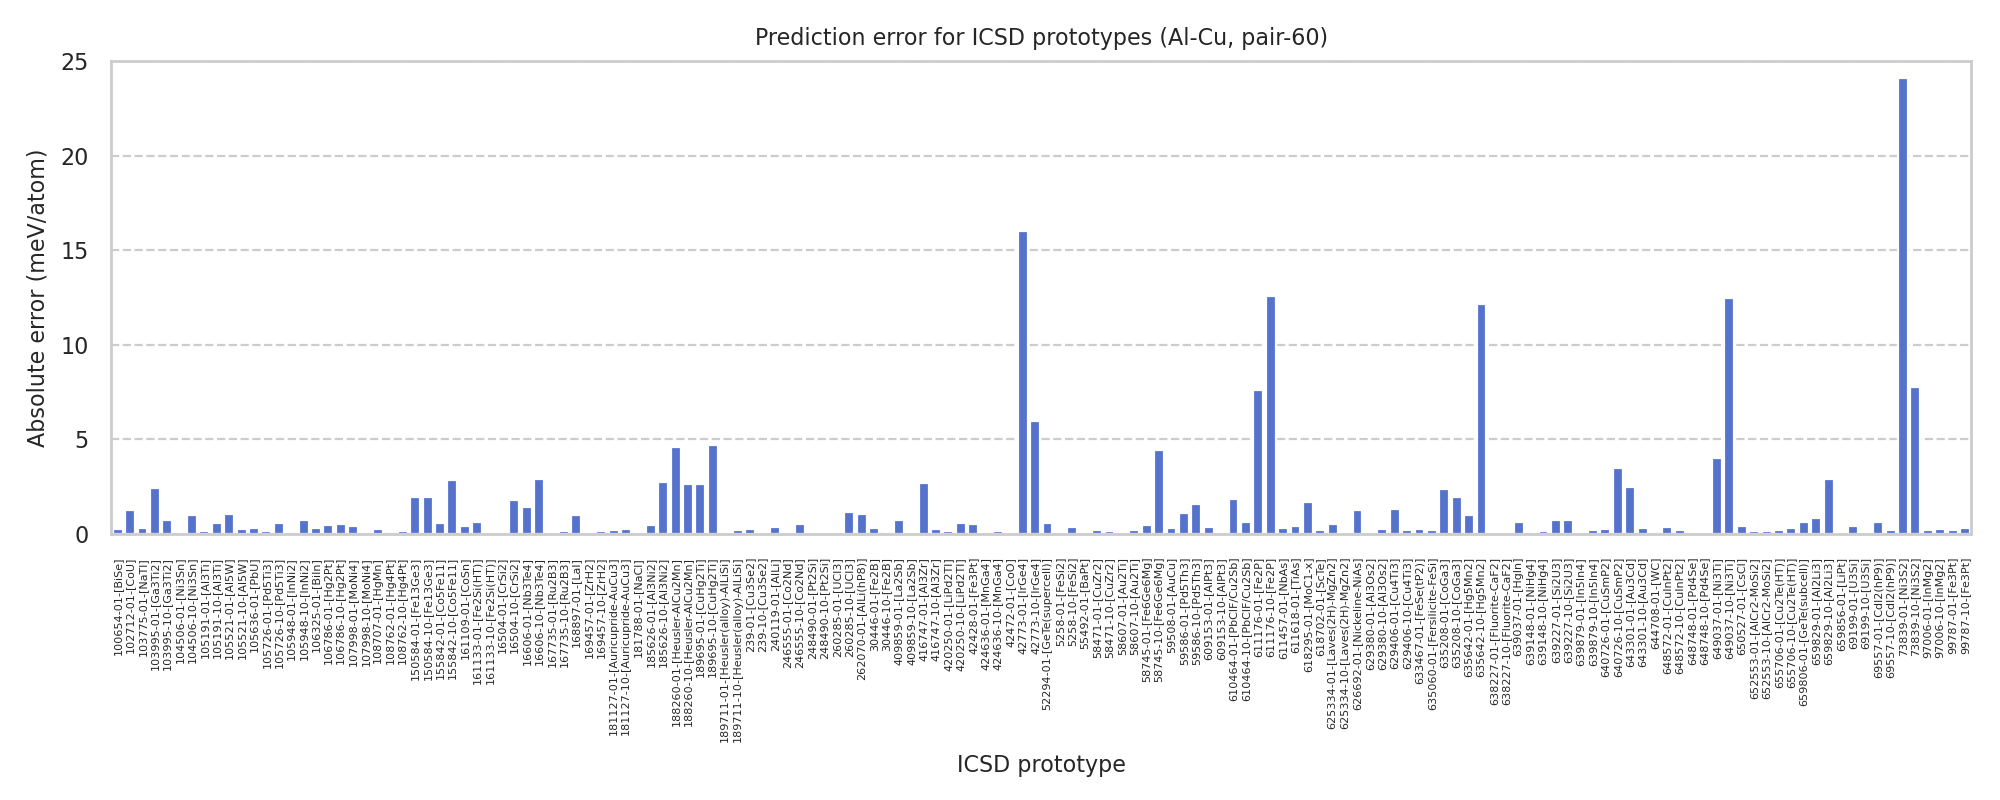 Prediction error for ICSD prototypes (Al-Cu, pair-60)
Absolute error (meV/atom)
25
20
15
10
5
0
100654-01-[BiSe]
102712-01-[CoU]
103775-01-[NaTl]
103995-01-[Ga3Ti2]
103995-10-[Ga3Ti2]
104506-01-[Ni3Sn]
104506-10-[Ni3Sn]
105191-01-[Al3Ti]
105191-10-[Al3Ti]
105521-01-[Al5W]
105521-10-[Al5W]
105636-01-[PbU]
105726-01-[Pd5Ti3]
105726-10-[Pd5Ti3]
105948-01-[InNi2]
105948-10-[InNi2]
106325-01-[BiIn]
106786-01-[Hg2Pt]
106786-10-[Hg2Pt]
107998-01-[MoNi4]
107998-10-[MoNi4]
108707-01-[HgMn]
108762-01-[Hg4Pt]
108762-10-[Hg4Pt]
150584-01-[Fe13Ge3]
150584-10-[Fe13Ge3]
155842-01-[Co5Fe11]
155842-10-[Co5Fe11]
161109-01-[CoSn]
161133-01-[Fe2Si(HT)]
161133-10-[Fe2Si(HT)]
16504-01-[CrSi2]
16504-10-[CrSi2]
16606-01-[Nb3Te4]
16606-10-[Nb3Te4]
167735-01-[Ru2B3]
167735-10-[Ru2B3]
168897-01-[LaI]
169457-01-[ZrH2]
169457-10-[ZrH2]
181127-01-[Auricupride-AuCu3]
181127-10-[Auricupride-AuCu3]
181788-01-[NaCl]
185626-01-[Al3Ni2]
185626-10-[Al3Ni2]
188260-01-[Heusler-AlCu2Mn]
188260-10-[Heusler-AlCu2Mn]
189695-01-[CuHg2Ti]
189695-10-[CuHg2Ti]
189711-01-[Heusler(alloy)-AlLiSi]
189711-10-[Heusler(alloy)-AlLiSi]
239-01-[Cu3Se2]
239-10-[Cu3Se2]
240119-01-[AlLi]
246555-01-[Co2Nd]
246555-10-[Co2Nd]
248490-01-[Pt2Si]
248490-10-[Pt2Si]
260285-01-[UCl3]
260285-10-[UCl3]
262070-01-[AlLi(hP8)]
30446-01-[Fe2B]
30446-10-[Fe2B]
409859-01-[La2Sb]
409859-10-[La2Sb]
416747-01-[Al3Zr]
416747-10-[Al3Zr]
420250-01-[LiPd2Tl]
420250-10-[LiPd2Tl]
42428-01-[Fe3Pt]
424636-01-[MnGa4]
424636-10-[MnGa4]
42472-01-[CoO]
42773-01-[IrGe4]
42773-10-[IrGe4]
52294-01-[GeTe(supercell)]
5258-01-[FeSi2]
5258-10-[FeSi2]
55492-01-[BaPt]
58471-01-[CuZr2]
58471-10-[CuZr2]
58607-01-[Au2Ti]
58607-10-[Au2Ti]
58745-01-[Fe6Ge6Mg]
58745-10-[Fe6Ge6Mg]
59508-01-[AuCu]
59586-01-[Pd5Th3]
59586-10-[Pd5Th3]
609153-01-[AlPt3]
609153-10-[AlPt3]
610464-01-[PbClF/Cu2Sb]
610464-10-[PbClF/Cu2Sb]
611176-01-[Fe2P]
611176-10-[Fe2P]
611457-01-[NbAs]
611618-01-[TiAs]
618295-01-[MoC1-x]
618702-01-[ScTe]
625334-01-[Laves(2H)-MgZn2]
625334-10-[Laves(2H)-MgZn2]
626692-01-[Nickeline-NiAs]
629380-01-[Al3Os2]
629380-10-[Al3Os2]
629406-01-[Cu4Ti3]
629406-10-[Cu4Ti3]
633467-01-[FeSe(tP2)]
635060-01-[Fersilicite-FeSi]
635208-01-[CoGa3]
635208-10-[CoGa3]
635642-01-[Hg5Mn2]
635642-10-[Hg5Mn2]
638227-01-[Fluorite-CaF2]
638227-10-[Fluorite-CaF2]
639037-01-[HgIn]
639148-01-[NiHg4]
639148-10-[NiHg4]
639227-01-[Si2U3]
639227-10-[Si2U3]
639879-01-[In5In4]
639879-10-[In5In4]
640726-01-[CuSmP2]
640726-10-[CuSmP2]
643301-01-[Au3Cd]
643301-10-[Au3Cd]
644708-01-[WC]
648572-01-[CuInPt2]
648572-10-[CuInPt2]
648748-01-[Pd4Se]
648748-10-[Pd4Se]
649037-01-[Ni3Ti]
649037-10-[Ni3Ti]
650527-01-[CsCl]
652553-01-[AlCr2-MoSi2]
652553-10-[AlCr2-MoSi2]
655706-01-[Cu2Te(HT)]
655706-10-[Cu2Te(HT)]
659806-01-[GeTe(subcell)]
659829-01-[Al2Li3]
659829-10-[Al2Li3]
659856-01-[LiPt]
69199-01-[U3Si]
69199-10-[U3Si]
69557-01-[CdI2(hP9)]
69557-10-[CdI2(hP9)]
73839-01-[Ni3S2]
73839-10-[Ni3S2]
97006-01-[InMg2]
97006-10-[InMg2]
99787-01-[Fe3Pt]
99787-10-[Fe3Pt]
ICSD prototype